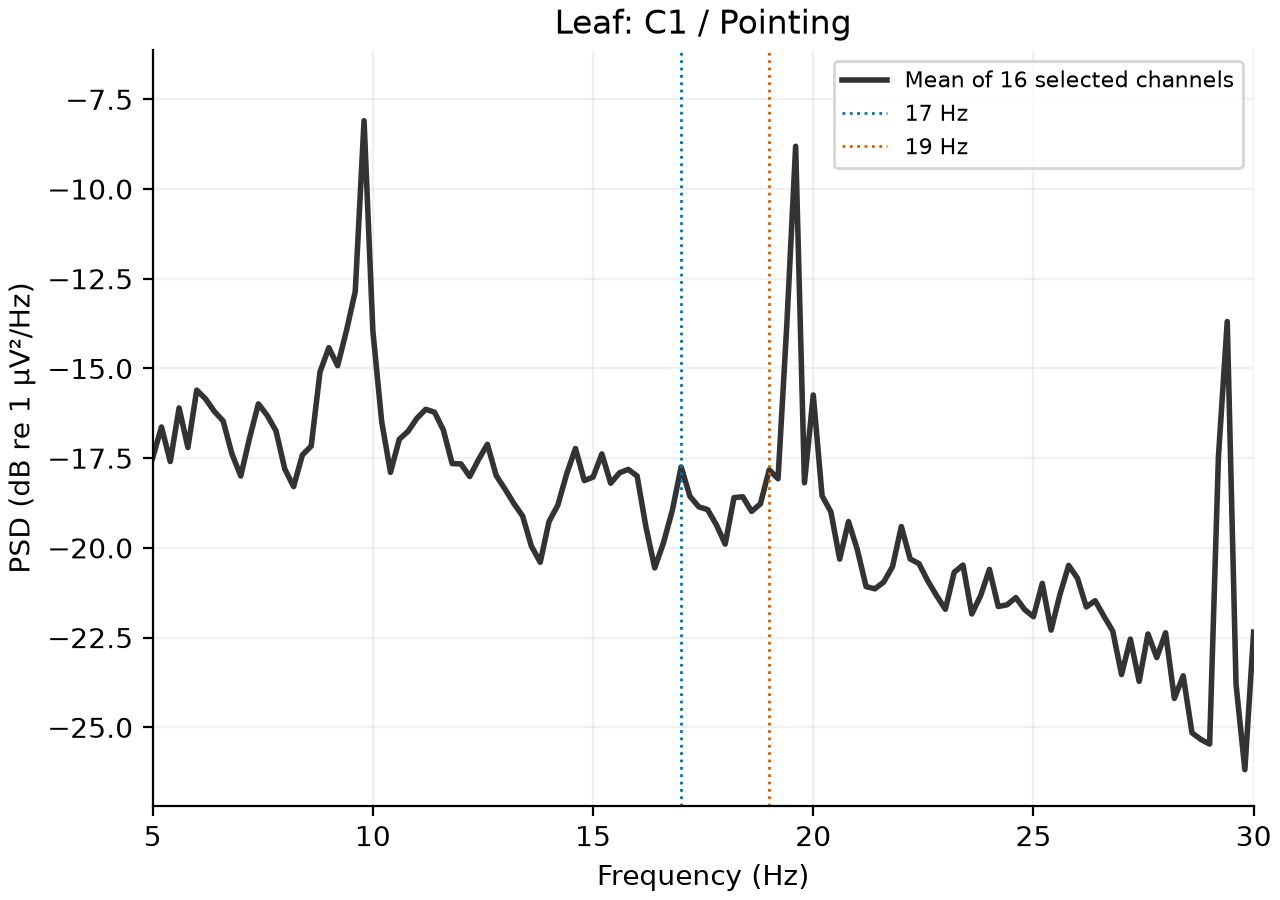 Leaf: C1 / Pointing
Mean of 16 selected channels
17 Hz
19 Hz
PSD (dB re 1 µV²/Hz)
−7.5
−10.0
−12.5
−15.0
−17.5
−20.0
−22.5
−25.0
5 10 15 20 25 30
Frequency (Hz)